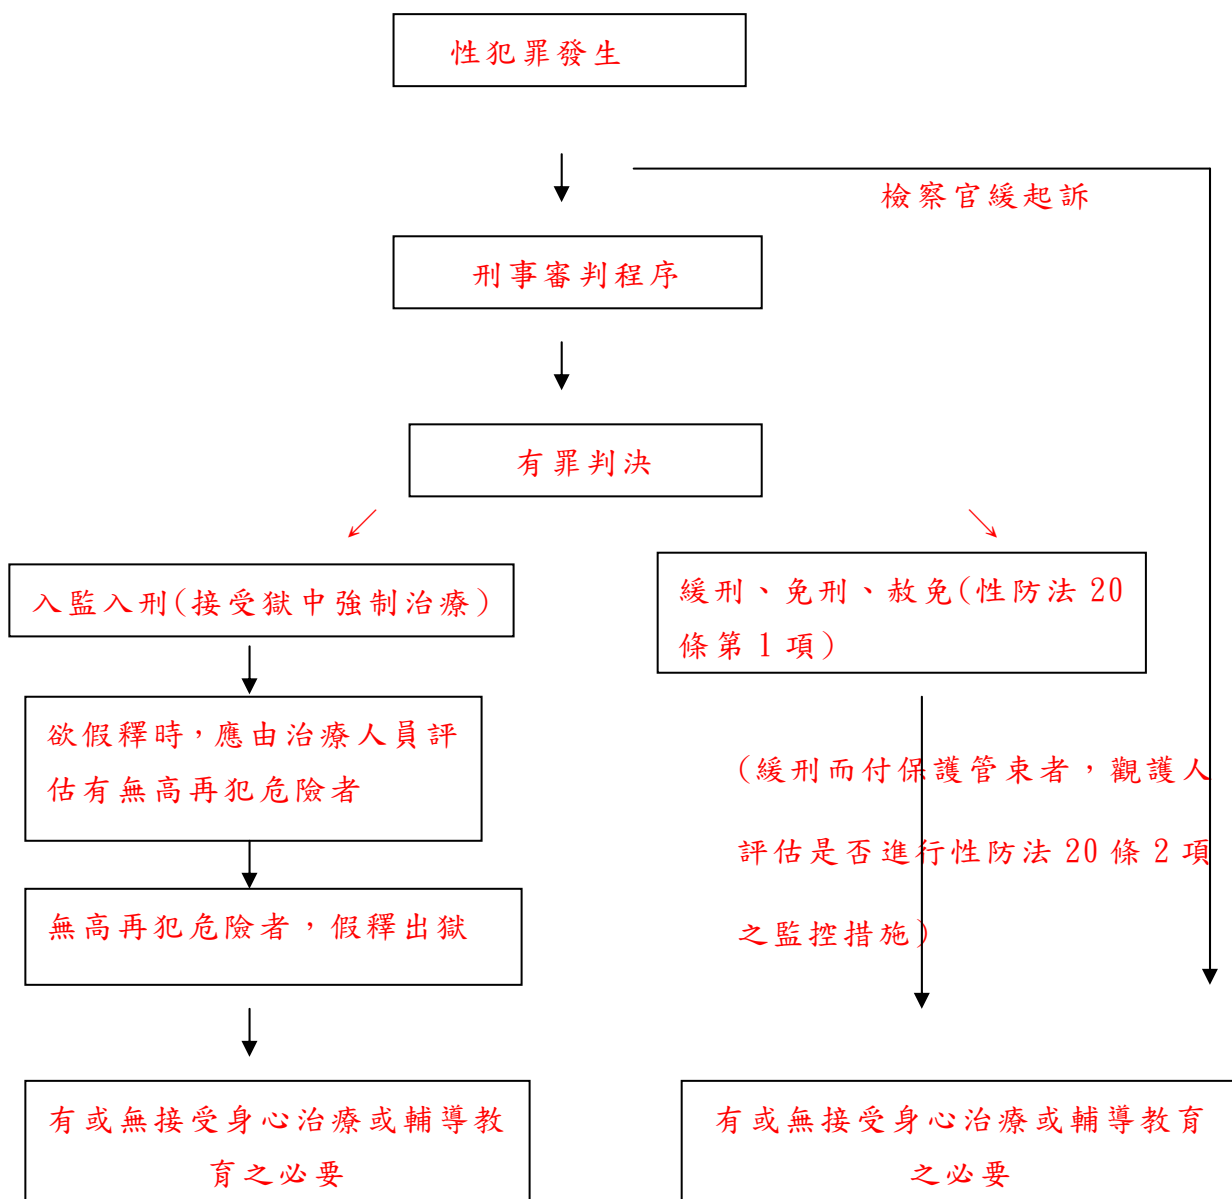 性犯罪發生
檢察官緩起訴
刑事審判程序
有罪判決
入監入刑(接受獄中強制治療)
緩刑、免刑、赦免(性防法 20
條第 1 項)
欲假釋時，應由治療人員評
估有無高再犯危險者
(緩刑而付保護管束者，觀護人
評估是否進行性防法 20 條 2 項
之監控措施)
無高再犯危險者，假釋出獄
有或無接受身心治療或輔導教
育之必要
有或無接受身心治療或輔導教育
之必要